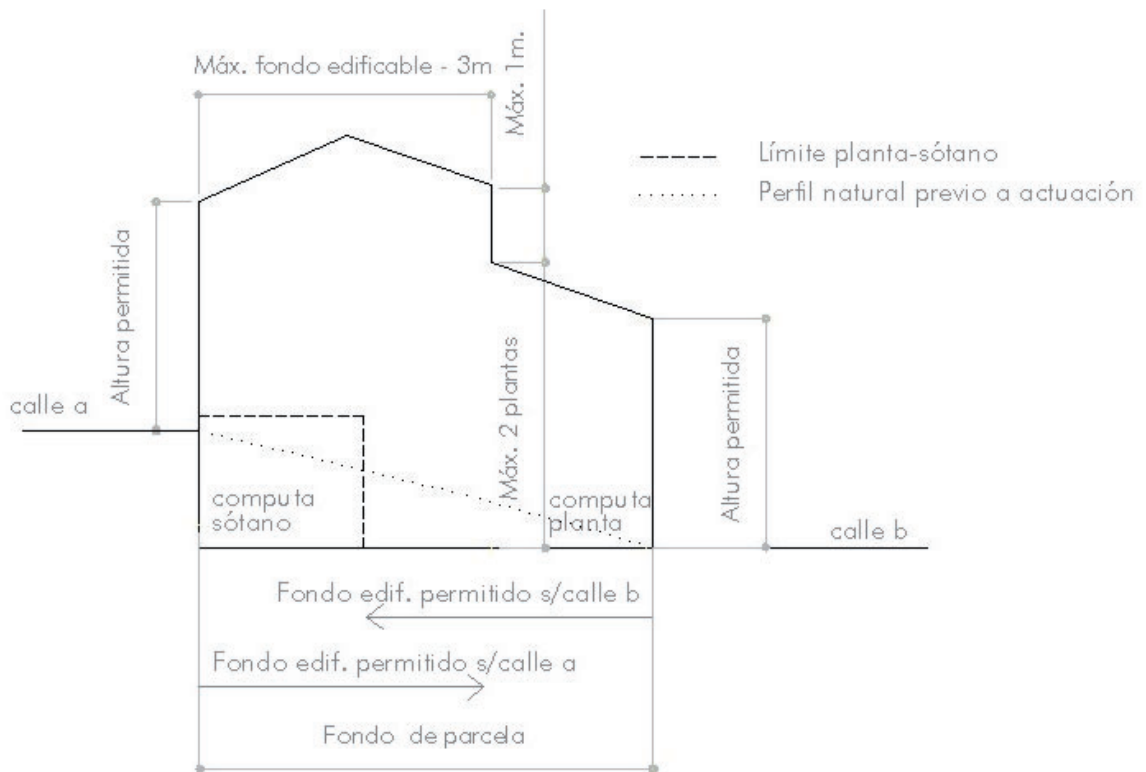 Máx. fondo edificable - 3m
Máx. 1m.
Límite planta-sótano
Perfil natural previo a actuación
Altura permitida
calle a
Máx. 2 plantas
Altura permitida
computa
sótano
computa
planta
calle b
Fondo edif. permitido s/calle b
Fondo edif. permitido s/calle a
Fondo de parcela